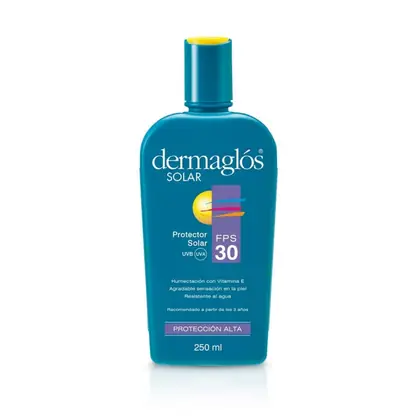 dermaglós®
SOLAR
Protector
Solar
UVB UVA
FPS
30
Humectación con Vitamina E
Agradable sensación en la piel
Resistente al agua
Recomendado a partir de los 3 años
PROTECCIÓN ALTA
250 ml